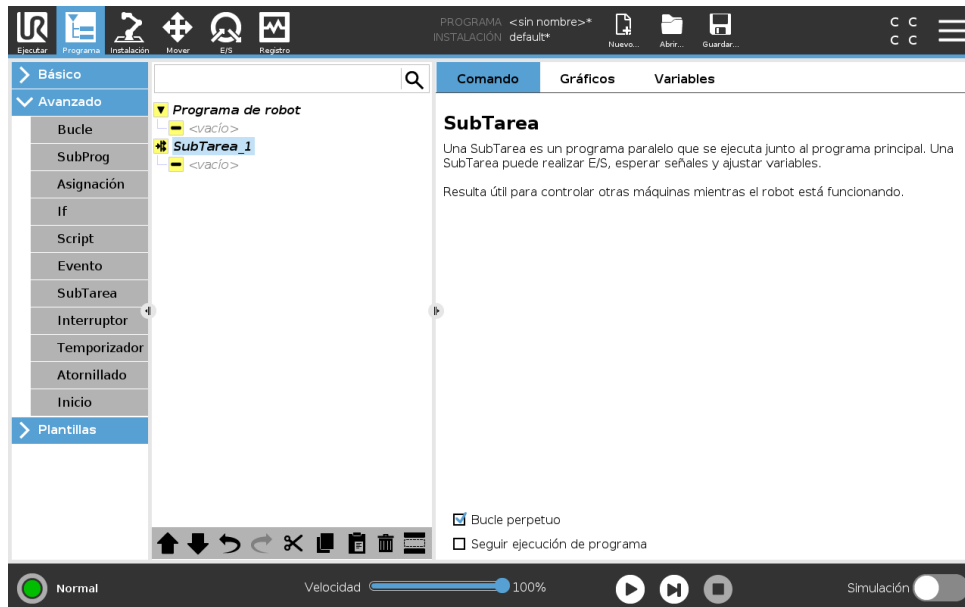 UR
PROGRAMA <sin nombre>*
INSTALACIÓN default*
C C
C C
Ejecutar Programa Instalación Mover E/S Registro Nuevo... Abrir... Guardar...
Básico
Avanzado
Bucle
SubProg
Asignación
If
Script
Evento
SubTarea
Interruptor
Temporizador
Atornillado
Inicio
Plantillas
Programa de robot
<vacío>
SubTarea_1
<vacío>
Comando Gráficos Variables
SubTarea
Una SubTarea es un programa paralelo que se ejecuta junto al programa principal. Una
SubTarea puede realizar E/S, esperar señales y ajustar variables.
Resulta útil para controlar otras máquinas mientras el robot está funcionando.
Bucle perpetuo
Seguir ejecución de programa
Normal Velocidad 100% Simulación